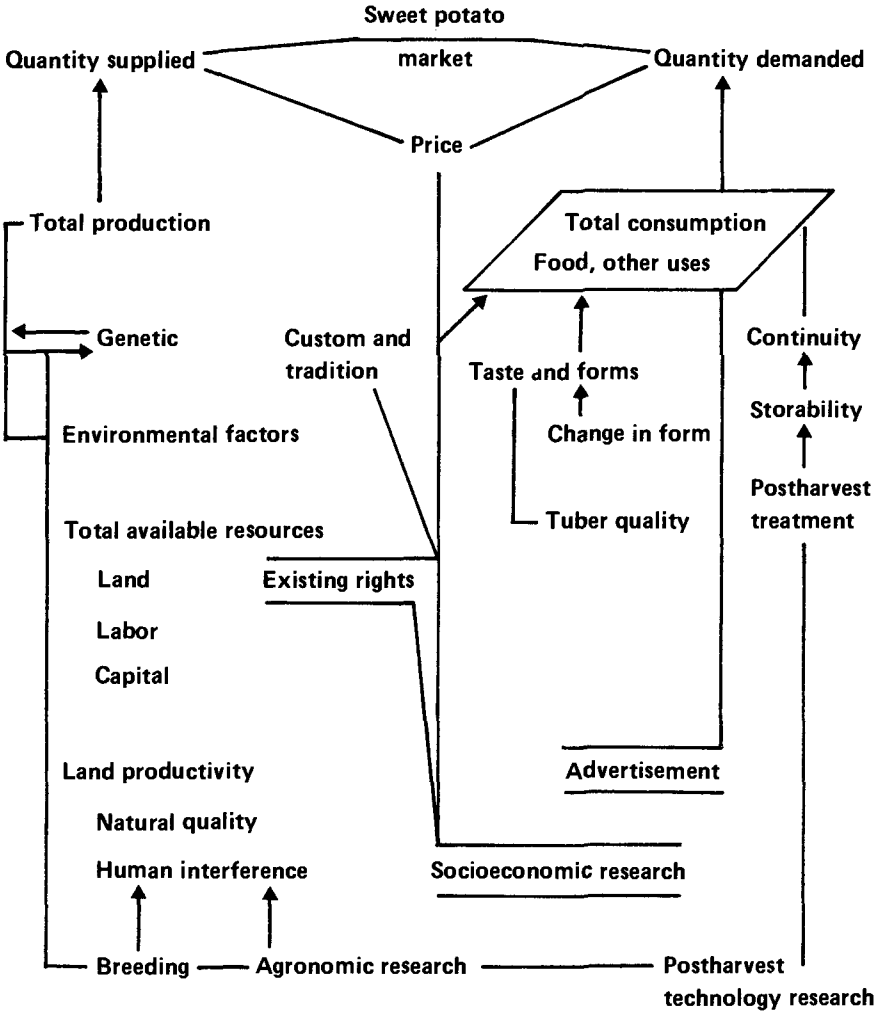 Sweet potato
market
Quantity supplied
Quantity demanded
Price
Total production
Total consumption
Food, other uses
Genetic
Custom and
tradition
Continuity
Taste and forms
Storability
Environmental factors
Change in form
Postharvest
treatment
Tuber quality
Total available resources
Land
Existing rights
Labor
Capital
Land productivity
Advertisement
Natural quality
Human interference
Socioeconomic research
Breeding
Agronomic research
Postharvest
technology research